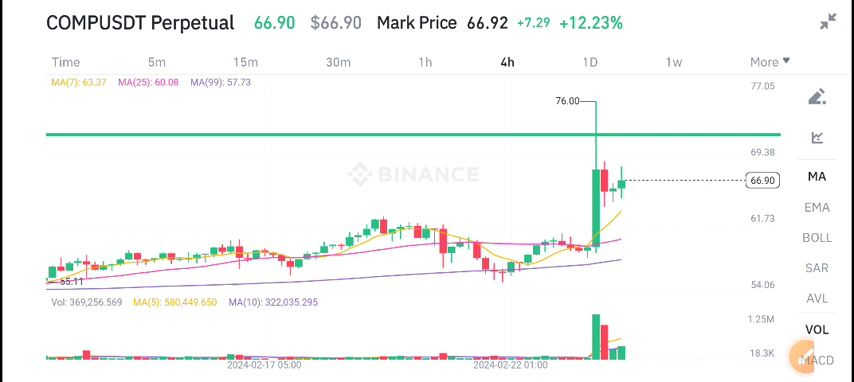 COMPUSDT Perpetual 66.90 $66.90 Mark Price 66.92 +7.29 +12.23%
Time 5m 15m 30m 1h 4h 1D 1w More
MA(7): 63.37 MA(25): 60.08 MA(99): 57.73
77.05
76.00
69.38
BINANCE
66.90
MA
EMA
61.73
BOLL
SAR
55.11
54.06
Vol: 369,256.569 MA(5): 580,449.650 MA(10): 322,035.295
AVL
1.25M
VOL
18.3K
MACD
2024-02-17 05:00 2024-02-22 01:00